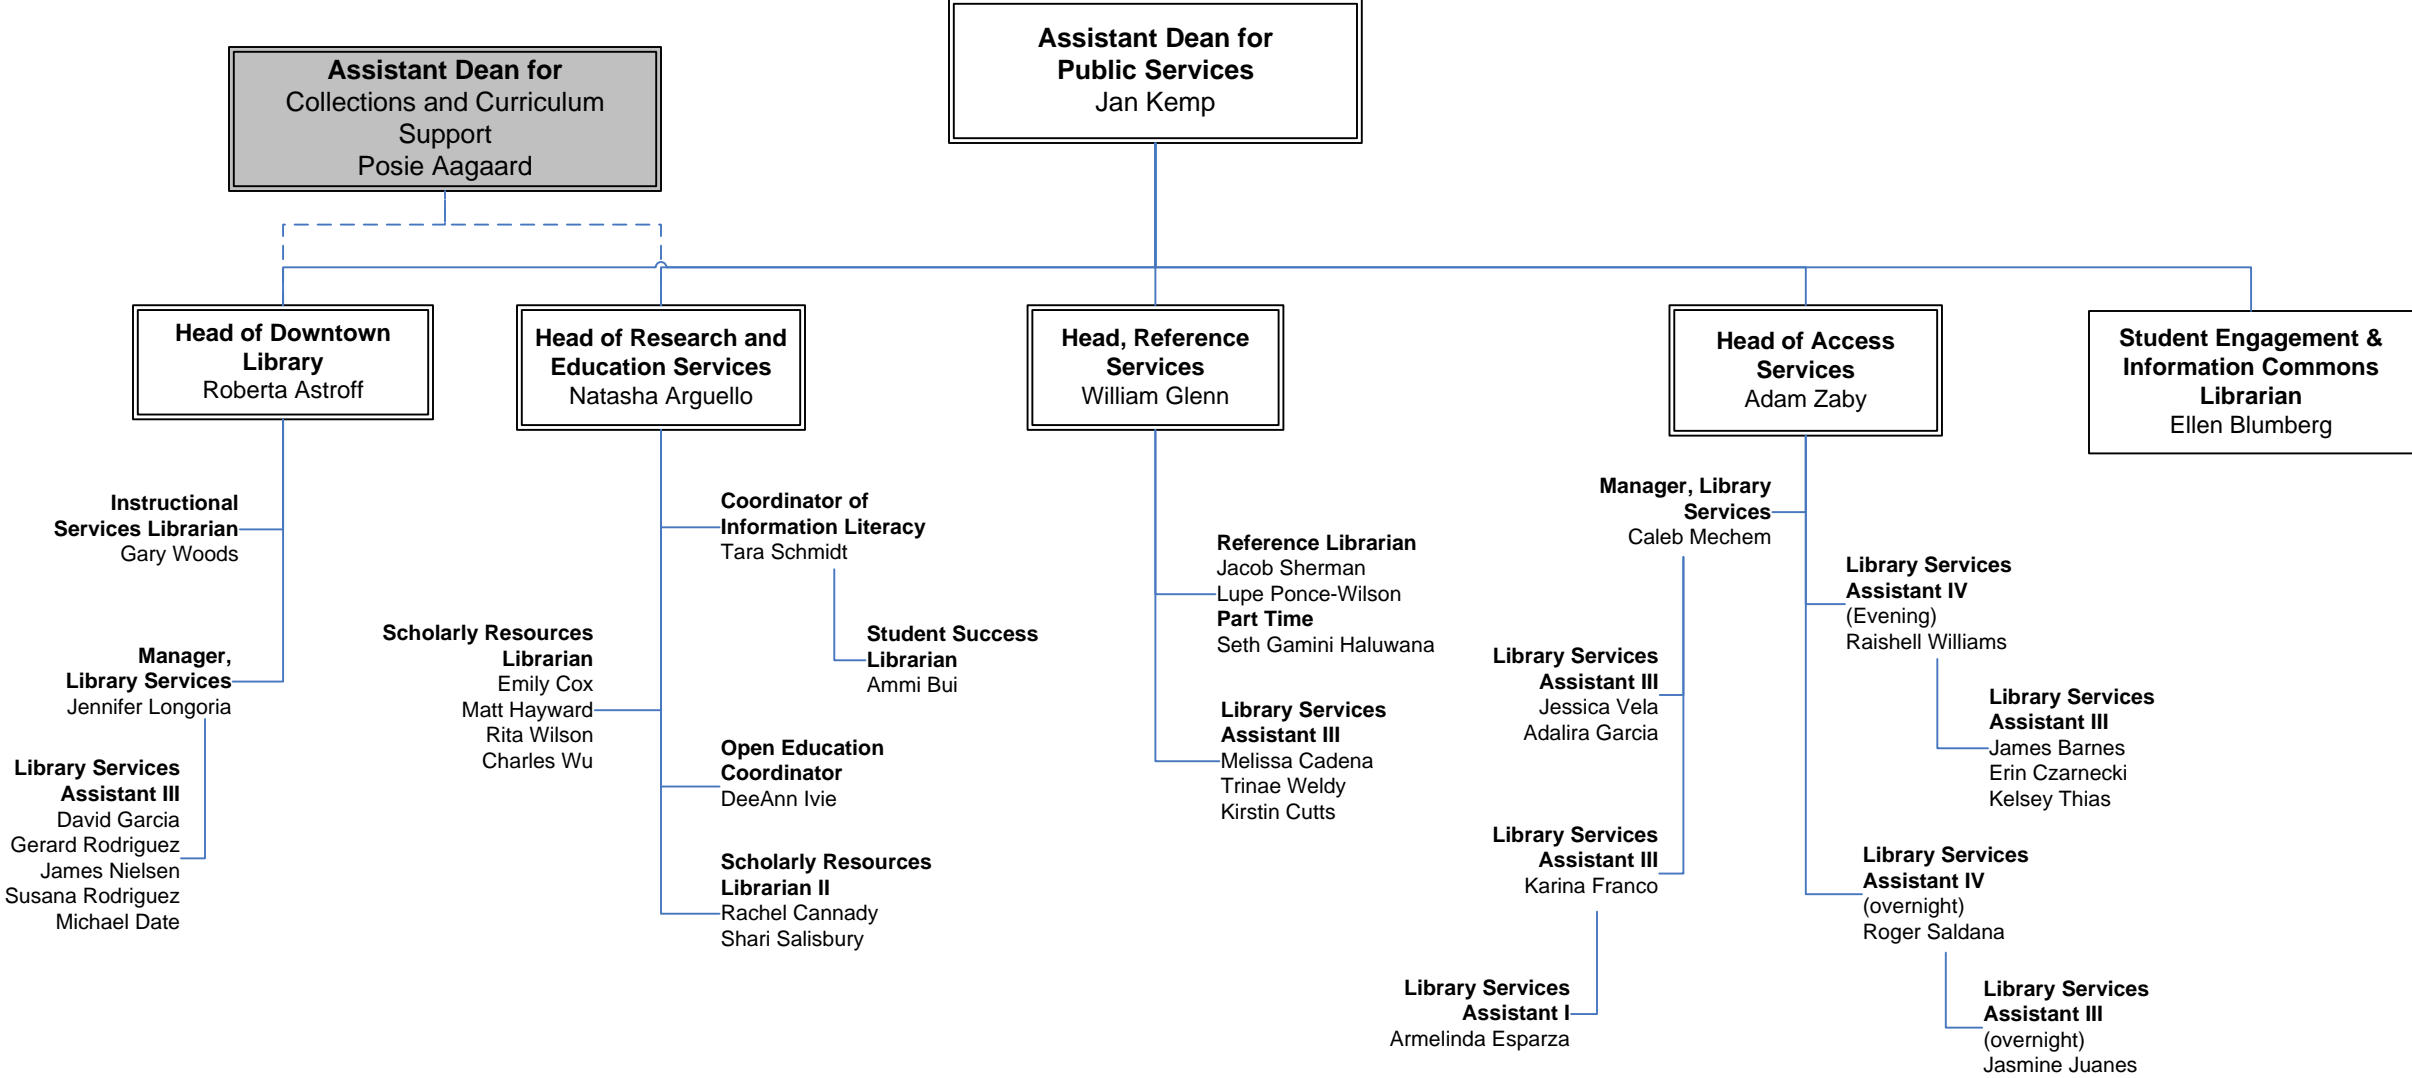 Assistant Dean for
Public Services
Jan Kemp
Assistant Dean for
Collections and Curriculum
Support
Posie Aagaard
Head of Downtown
Library
Roberta Astroff
Head of Research and
Education Services
Natasha Arguello
Head, Reference
Services
William Glenn
Head of Access
Services
Adam Zaby
Student Engagement &
Information Commons
Librarian
Ellen Blumberg
Instructional
Services Librarian
Gary Woods
Manager,
Library Services
Jennifer Longoria
Library Services
Assistant III
David Garcia
Gerard Rodriguez
James Nielsen
Susana Rodriguez
Michael Date
Coordinator of
Information Literacy
Tara Schmidt
Student Success
Librarian
Ammi Bui
Scholarly Resources
Librarian
Emily Cox
Matt Hayward
Rita Wilson
Charles Wu
Open Education
Coordinator
DeeAnn Ivie
Scholarly Resources
Librarian II
Rachel Cannady
Shari Salisbury
Reference Librarian
Jacob Sherman
Lupe Ponce-Wilson
Part Time
Seth Gamini Haluwana
Library Services
Assistant III
Melissa Cadena
Trinae Weldy
Kirstin Cutts
Manager, Library
Services
Caleb Mechem
Library Services
Assistant III
Jessica Vela
Adalira Garcia
Library Services
Assistant III
Karina Franco
Library Services
Assistant I
Armelinda Esparza
Library Services
Assistant IV
(Evening)
Raishell Williams
Library Services
Assistant III
James Barnes
Erin Czarnecki
Kelsey Thias
Library Services
Assistant IV
(overnight)
Roger Saldana
Library Services
Assistant III
(overnight)
Jasmine Juanes